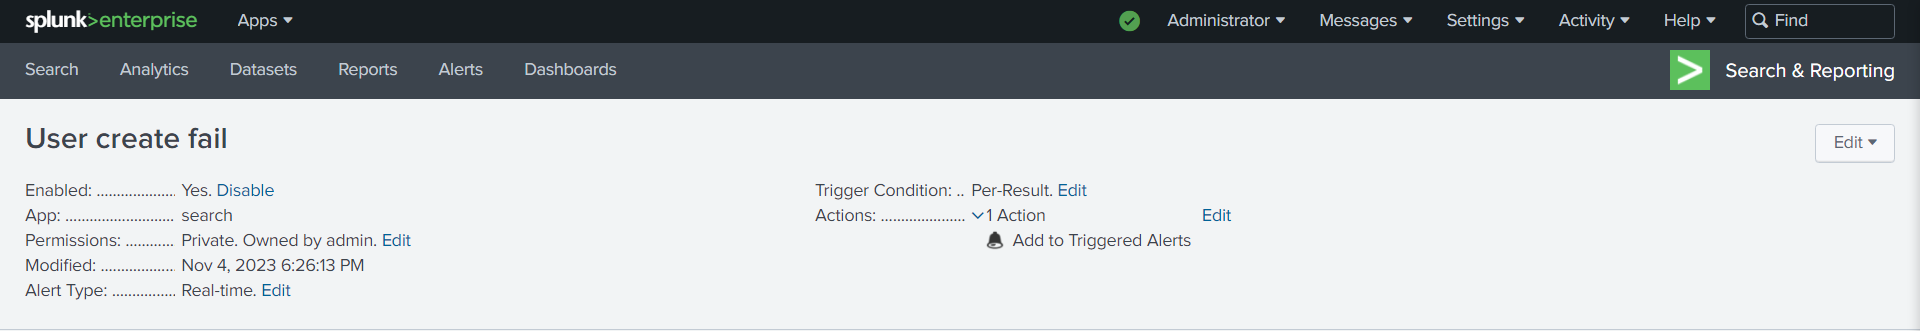 splunk>enterprise Apps Administrator Messages Settings Activity Help Find
Search Analytics Datasets Reports Alerts Dashboards Search & Reporting
User create fail Edit
Enabled: .................... Yes. Disable
App: ........................... search
Permissions: ............ Private. Owned by admin. Edit
Modified: ................... Nov 4, 2023 6:26:13 PM
Alert Type: ................ Real-time. Edit
Trigger Condition: .. Per-Result. Edit
Actions: ..................... 1 Action Edit
Add to Triggered Alerts